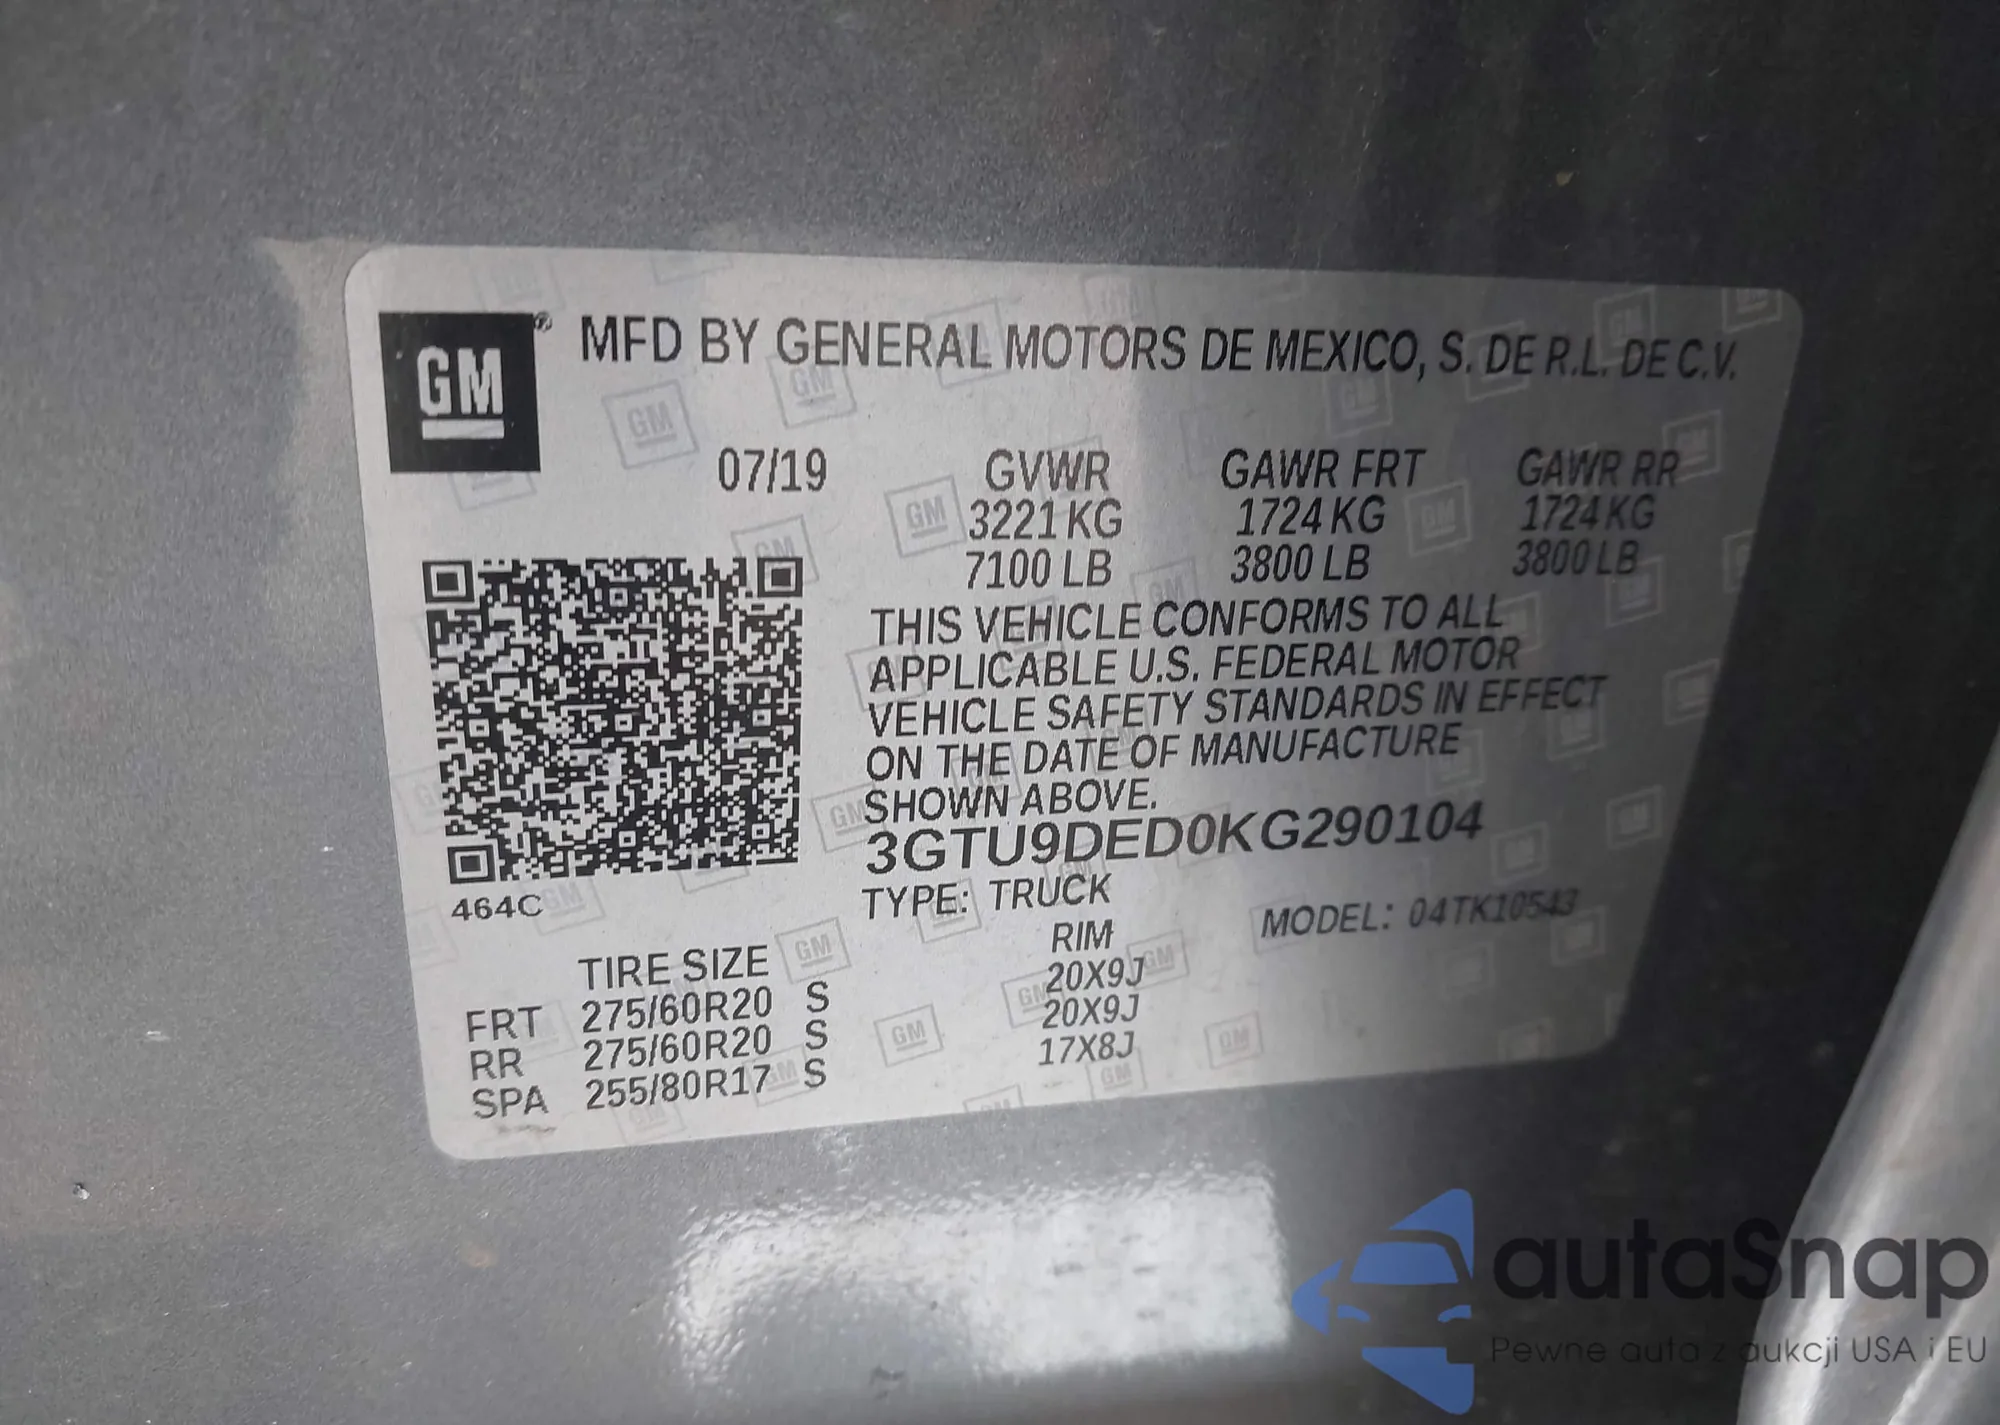 GM® MFD BY GENERAL MOTORS DE MEXICO, S. DE R.L. DE C.V.
07/19 GVWR GAWR FRT GAWR RR
3221 KG 1724 KG 1724 KG
7100 LB 3800 LB 3800 LB
THIS VEHICLE CONFORMS TO ALL
APPLICABLE U.S. FEDERAL MOTOR
VEHICLE SAFETY STANDARDS IN EFFECT
ON THE DATE OF MANUFACTURE
SHOWN ABOVE.
3GTU9DED0KG290104
464C
TYPE: TRUCK MODEL: 04TK10543
TIRE SIZE RIM
FRT 275/60R20 S 20X9J
RR 275/60R20 S 20X9J
SPA 255/80R17 S 17X8J
autaSnap
Pewne auta z aukcji USA i EU